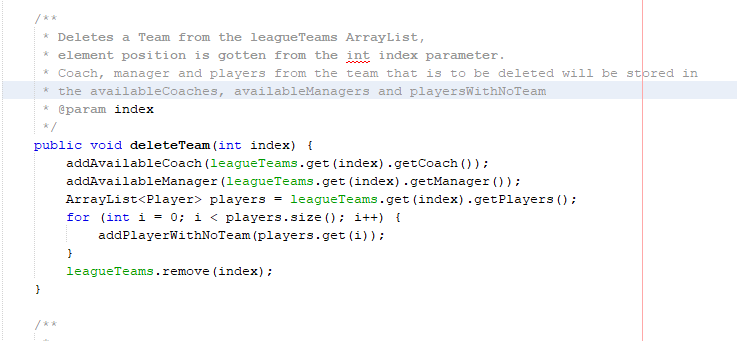 /**
 * Deletes a Team from the leagueTeams ArrayList,
 * element position is gotten from the int index parameter.
 * Coach, manager and players from the team that is to be deleted will be stored in
 * the availableCoaches, availableManagers and playersWithNoTeam
 * @param index
 */
public void deleteTeam(int index) {
    addAvailableCoach(leagueTeams.get(index).getCoach());
    addAvailableManager(leagueTeams.get(index).getManager());
    ArrayList<Player> players = leagueTeams.get(index).getPlayers();
    for (int i = 0; i < players.size(); i++) {
        addPlayerWithNoTeam(players.get(i));
    }
    leagueTeams.remove(index);
}
/**